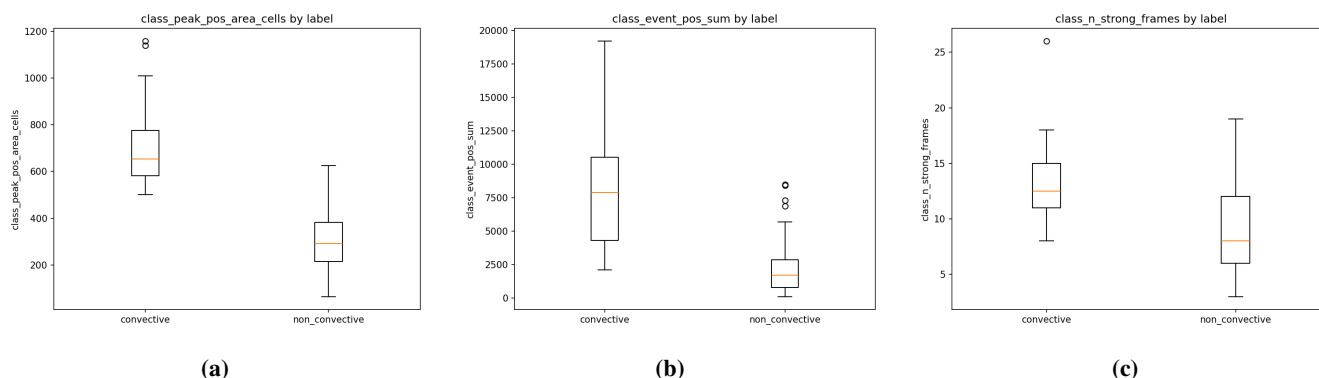 class_peak_pos_area_cells by label
1200
1000
800
600
400
200
class_peak_pos_area_cells
convective
non_convective
(a)
class_event_pos_sum by label
20000
17500
15000
12500
10000
7500
5000
2500
0
class_event_pos_sum
convective
non_convective
(b)
class_n_strong_frames by label
25
20
15
10
5
class_n_strong_frames
convective
non_convective
(c)